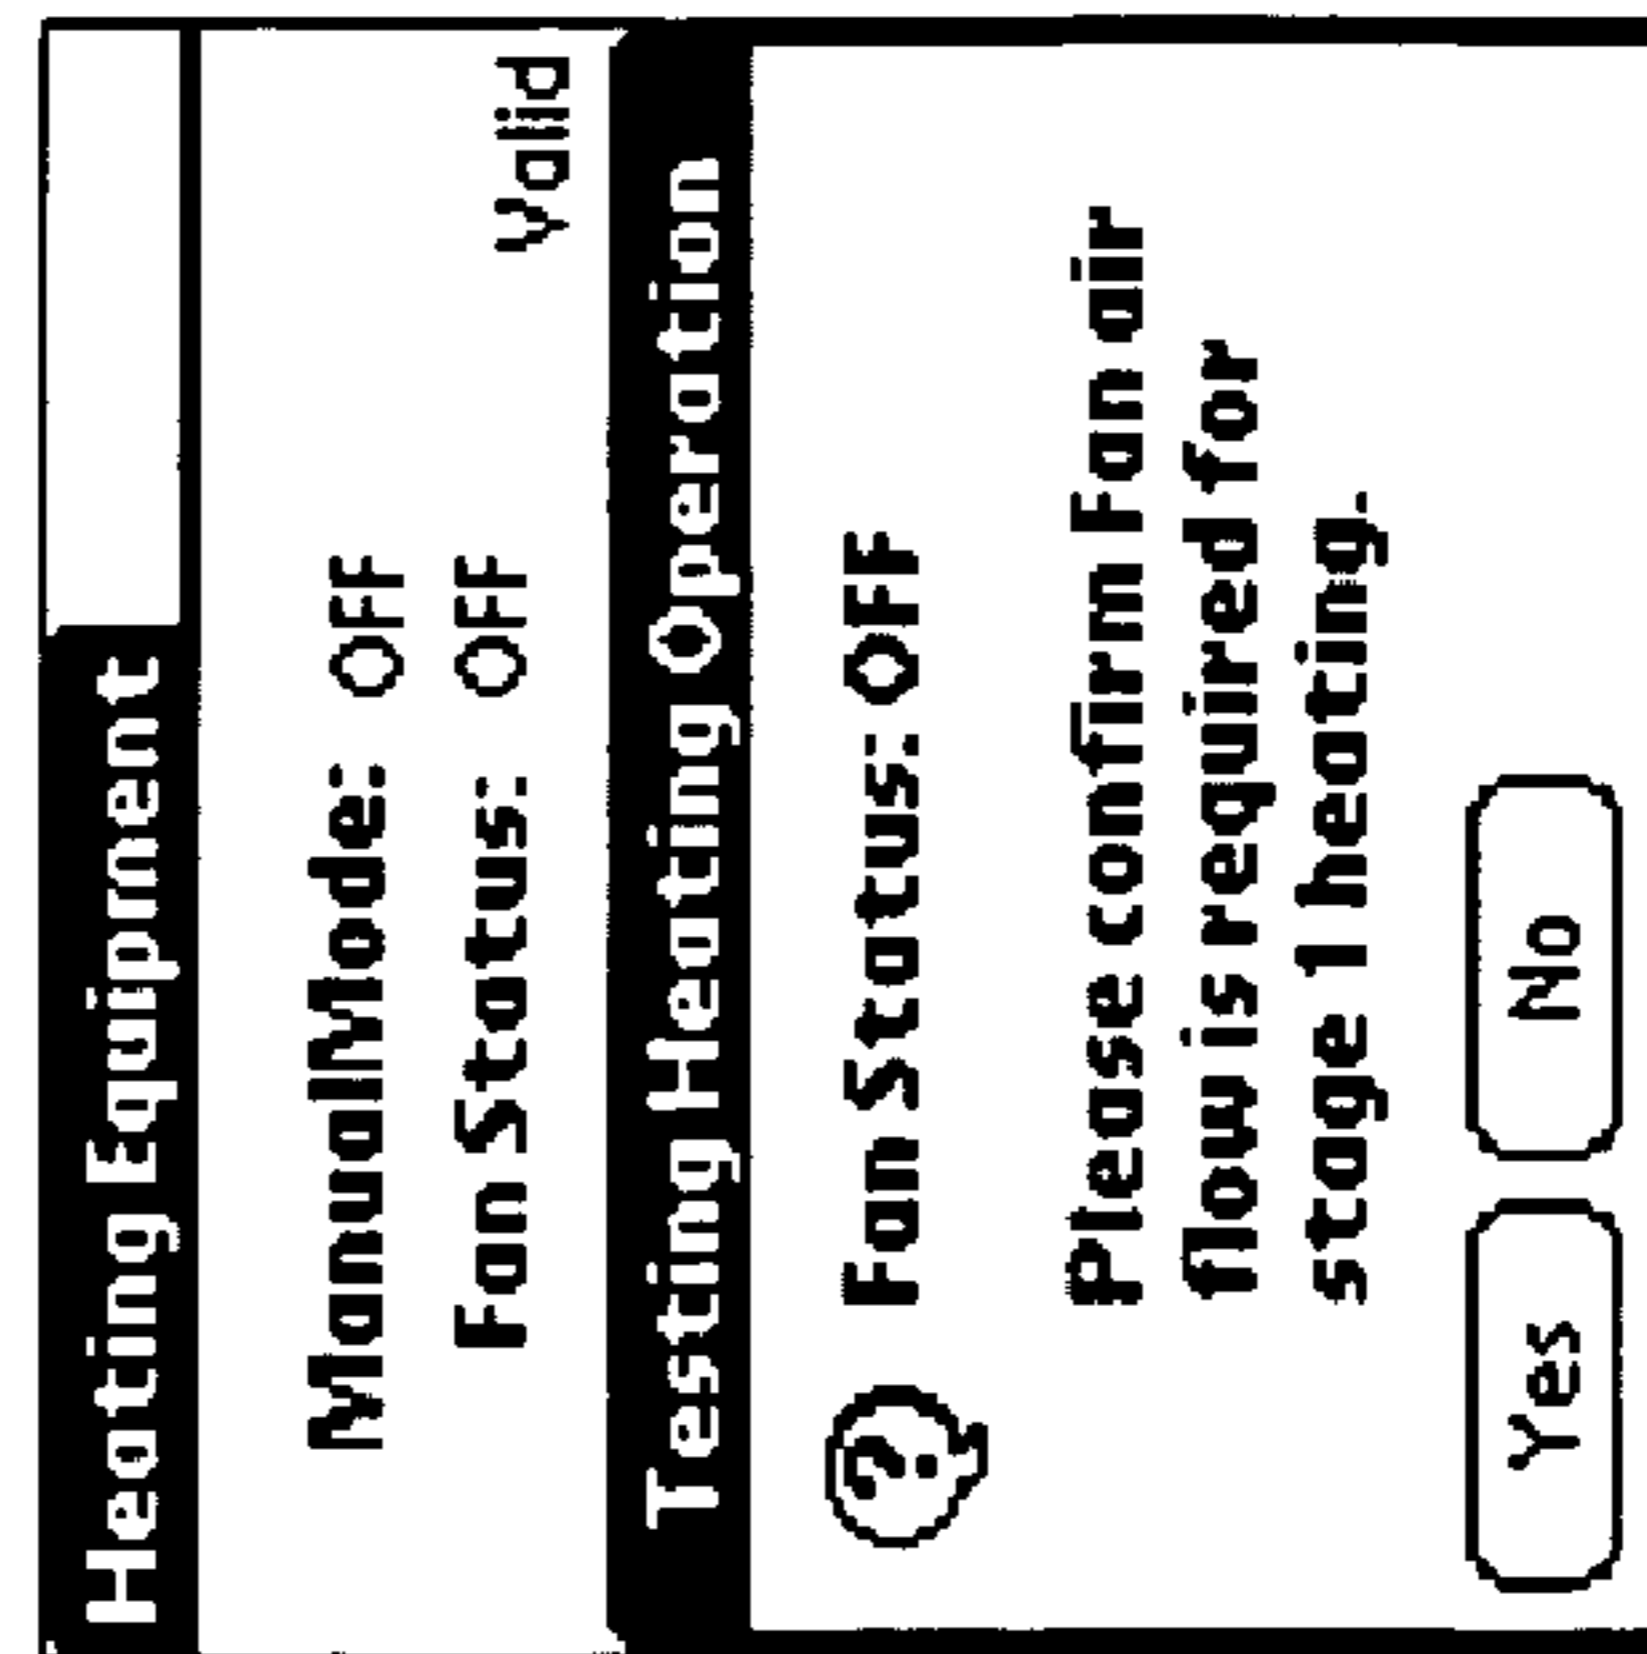 Heating Equipment
ManualMode: OFF
Fan Status: OFF
Valid
Testing Heating Operation
Fan Status: OFF
Please confirm Fan air
flow is required for
stage 1 heating.
Yes No